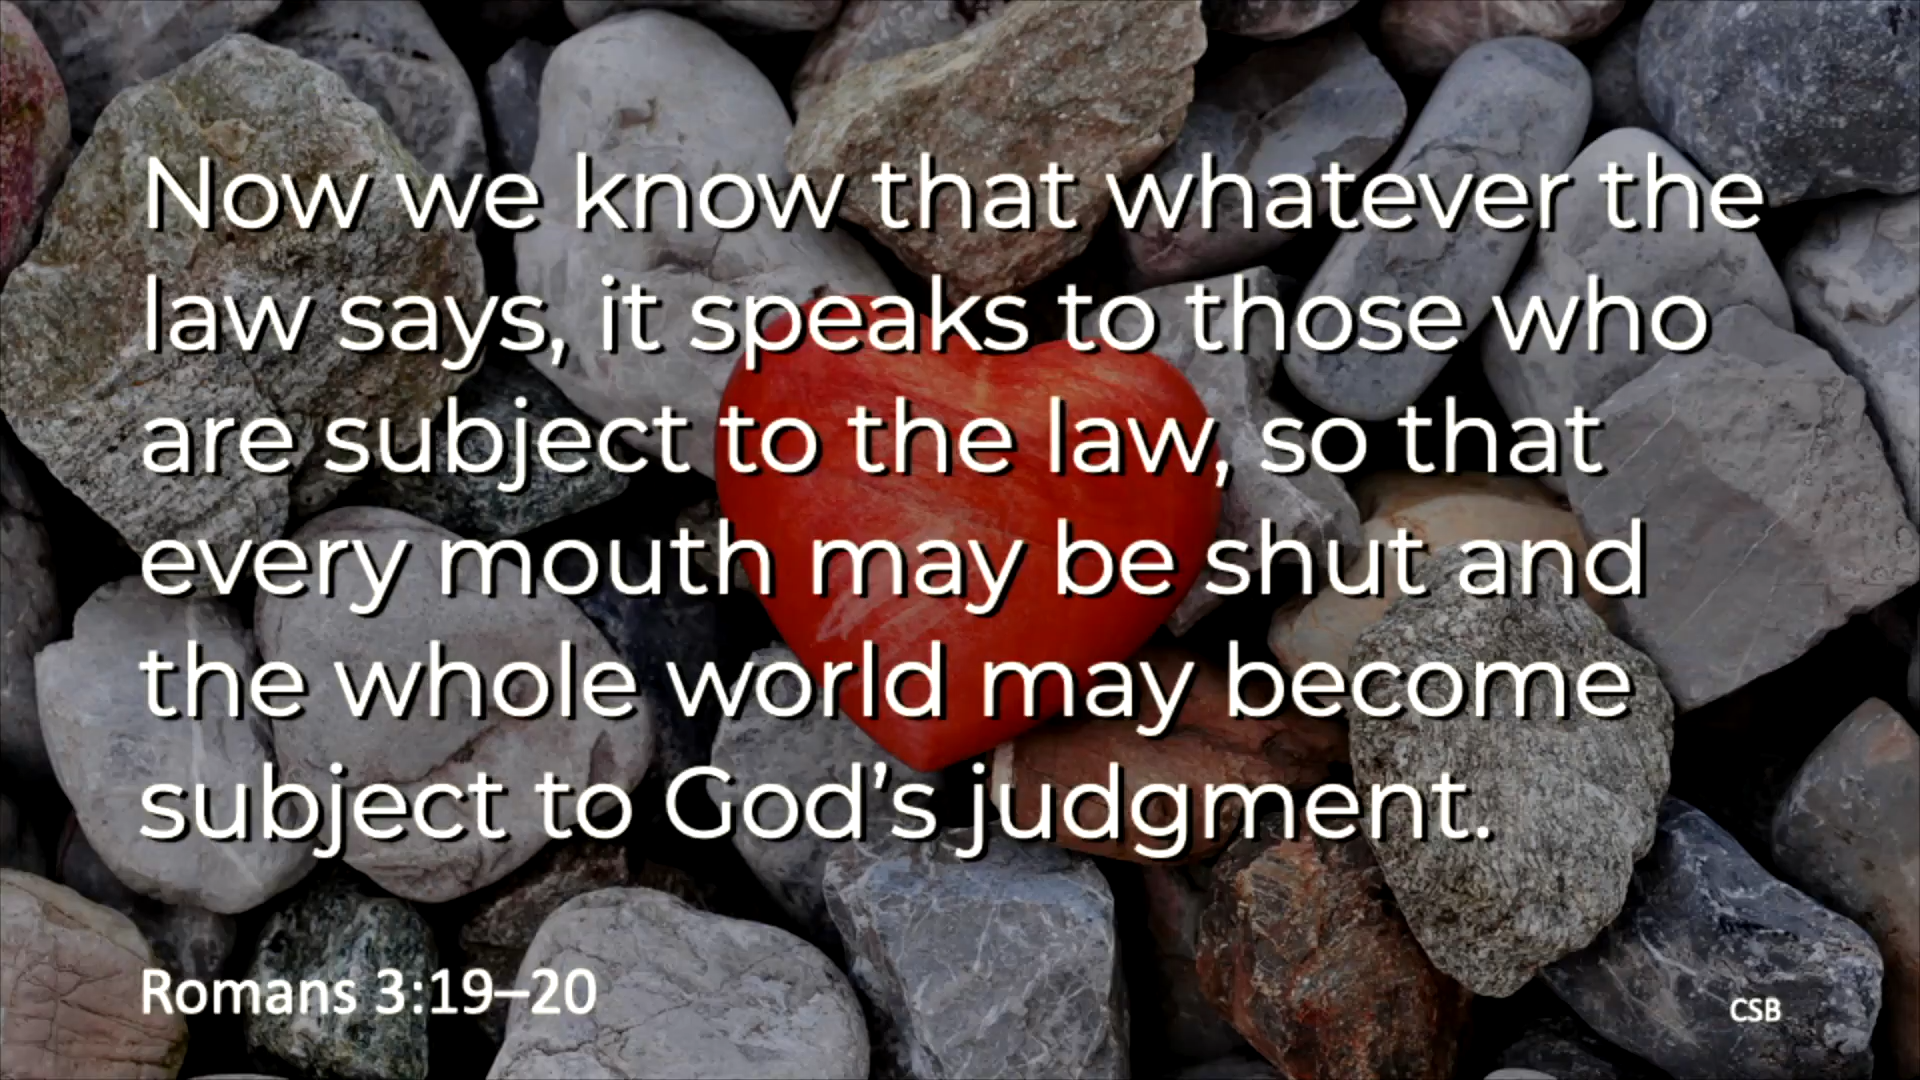 Now we know that whatever the
law says, it speaks to those who
are subject to the law, so that
every mouth may be shut and
the whole world may become
subject to God’s judgment.
Romans 3:19–20
CSB